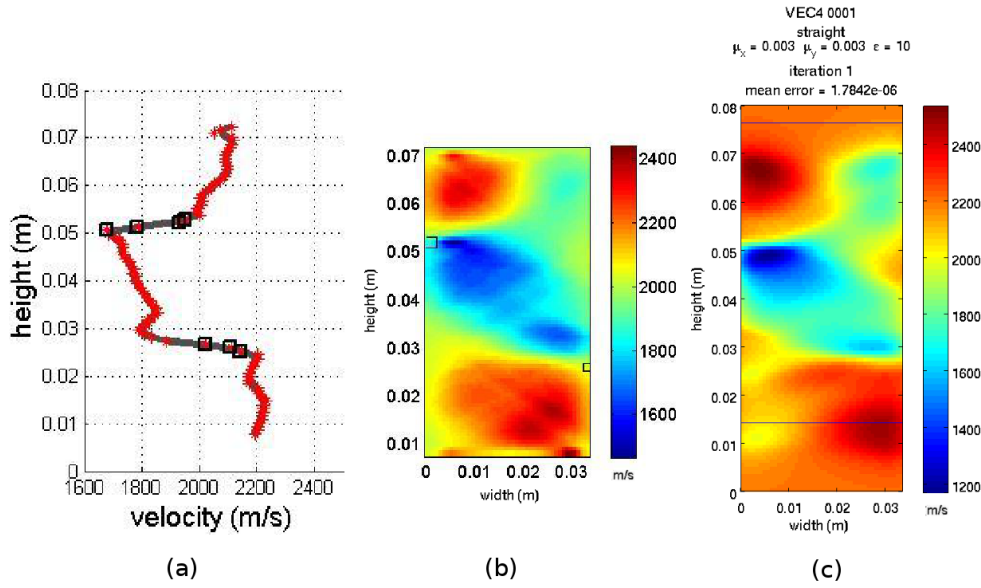 VEC4 0001
straight
μx = 0.003 μy = 0.003 ε = 10
iteration 1
mean error = 1.7842e-06
0.08
0.07
0.06
0.05
0.04
0.03
0.02
0.01
0
1600 1800 2000 2200 2400
height (m)
velocity (m/s)
(a)
0.07
0.06
0.05
0.04
0.03
0.02
0.01
0 0.01 0.02 0.03
height (m)
width (m)
2400
2200
2000
1800
1600
m/s
(b)
0.08
0.07
0.06
0.05
0.04
0.03
0.02
0.01
0
0 0.01 0.02 0.03
height (m)
width (m)
2400
2200
2000
1800
1600
1400
1200
m/s
(c)